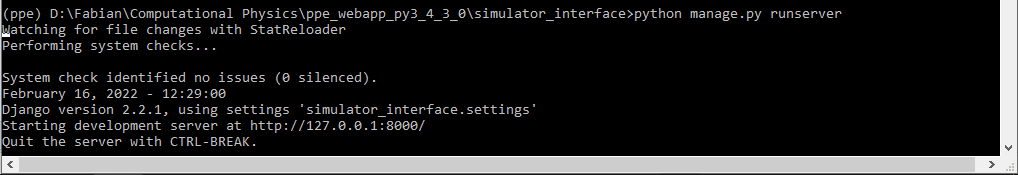 (ppe) D:\Fabian\Computational Physics\ppe_webapp_py3_4_3_0\simulator_interface>python manage.py runserver
Watching for file changes with StatReloader
Performing system checks...
System check identified no issues (0 silenced).
February 16, 2022 - 12:29:00
Django version 2.2.1, using settings 'simulator_interface.settings'
Starting development server at http://127.0.0.1:8000/
Quit the server with CTRL-BREAK.